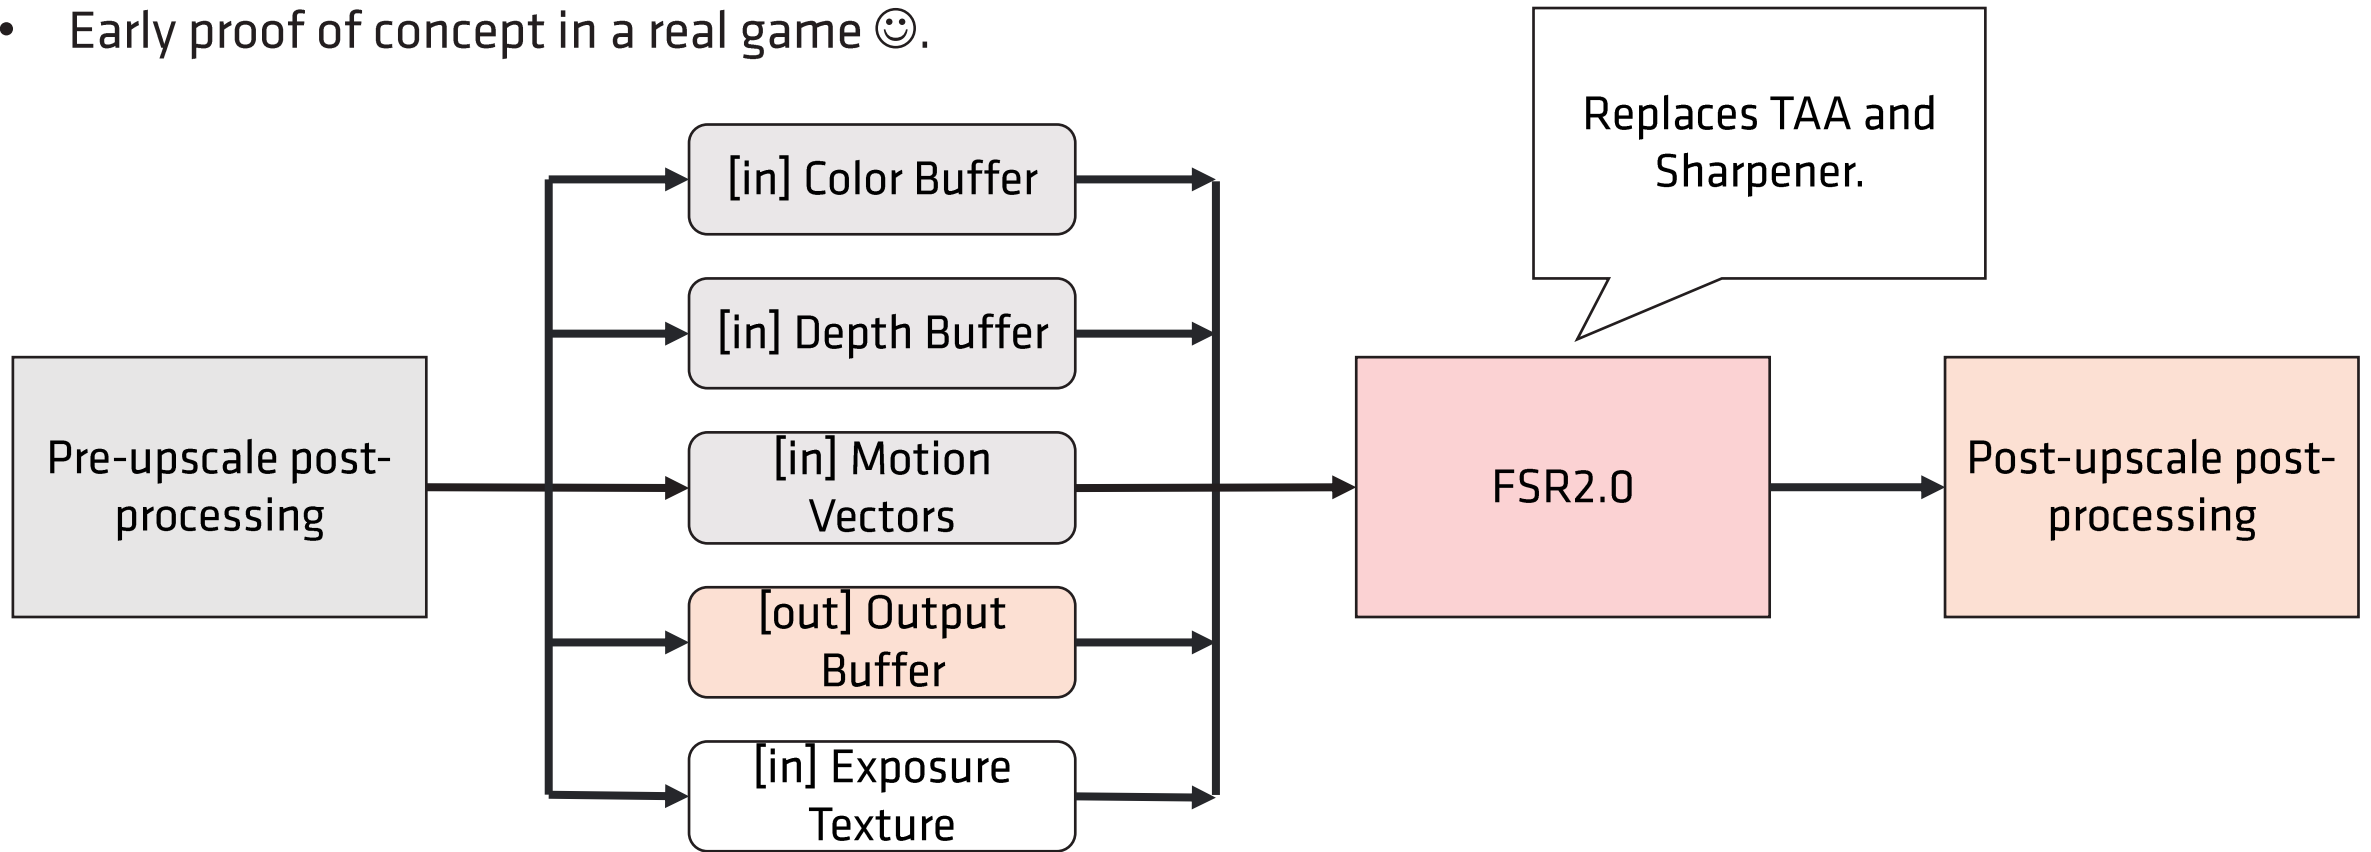 • Early proof of concept in a real game ☺.
Replaces TAA and
Sharpener.
[in] Color Buffer
[in] Depth Buffer
Pre-upscale post-
processing
[in] Motion
Vectors
[out] Output
Buffer
[in] Exposure
Texture
FSR2.0
Post-upscale post-
processing